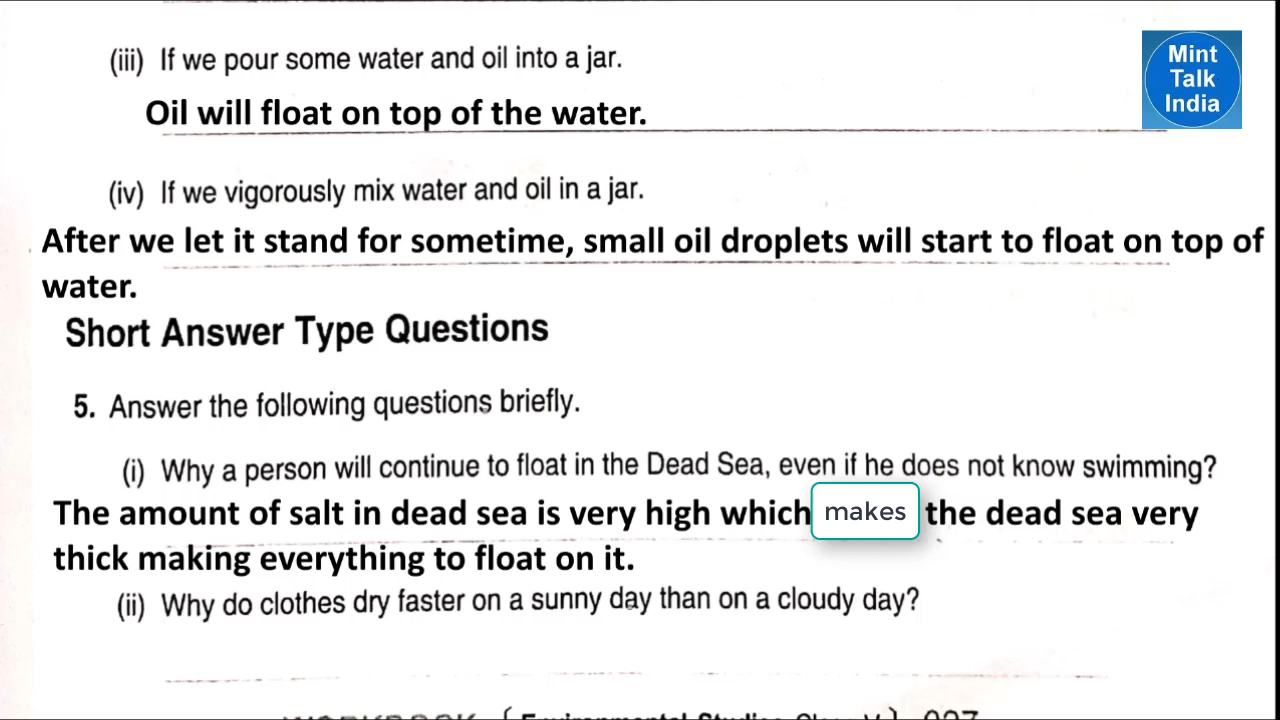 Mint
Talk
India
(iii) If we pour some water and oil into a jar.
Oil will float on top of the water.
(iv) If we vigorously mix water and oil in a jar.
After we let it stand for sometime, small oil droplets will start to float on top of
water.
Short Answer Type Questions
5. Answer the following questions briefly.
(i) Why a person will continue to float in the Dead Sea, even if he does not know swimming?
The amount of salt in dead sea is very high which makes the dead sea very
thick making everything to float on it.
(ii) Why do clothes dry faster on a sunny day than on a cloudy day?